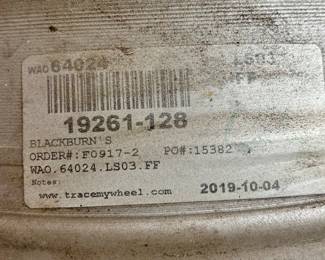 WAO 64024 LS03
FF
19261-128
BLACKBURN'S
ORDER#:F0917-2 PO#:15382
WAO.64024.LS03.FF
Notes:
www.tracemywheel.com 2019-10-04